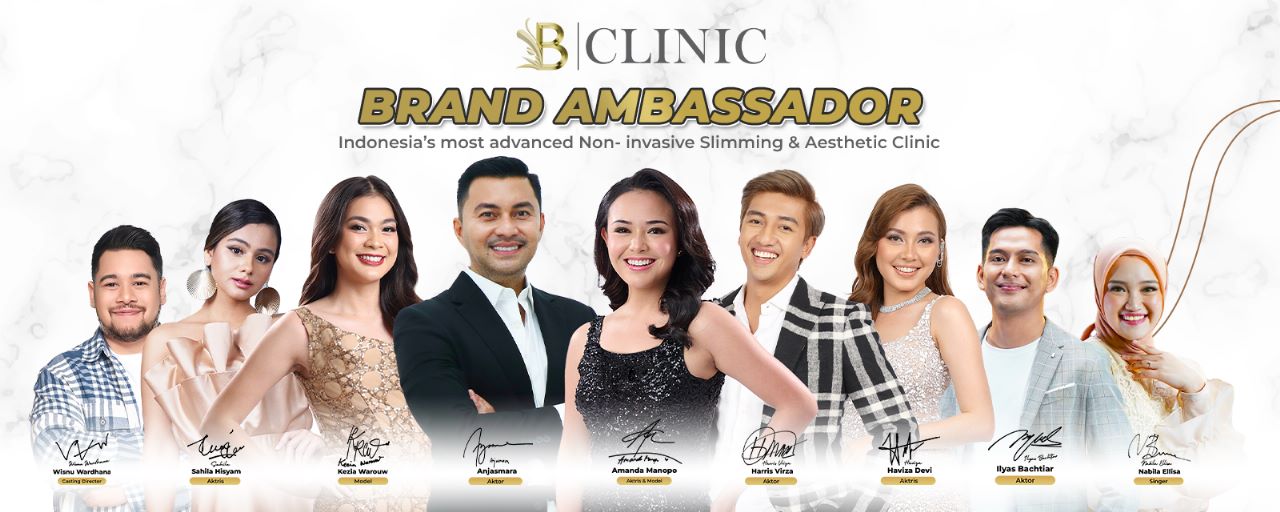 B | CLINIC
BRAND AMBASSADOR
Indonesia's most advanced Non- invasive Slimming & Aesthetic Clinic
Wisnu Wardhana
Casting Director
Sahila Hisyam
Aktris
Kezia Warouw
Model
Anjasmara
Aktor
Amanda Manopo
Aktris & Model
Harris Virza
Aktor
Haviza Devi
Aktris
Ilyas Bachtiar
Aktor
Nabila Ellisa
Singer